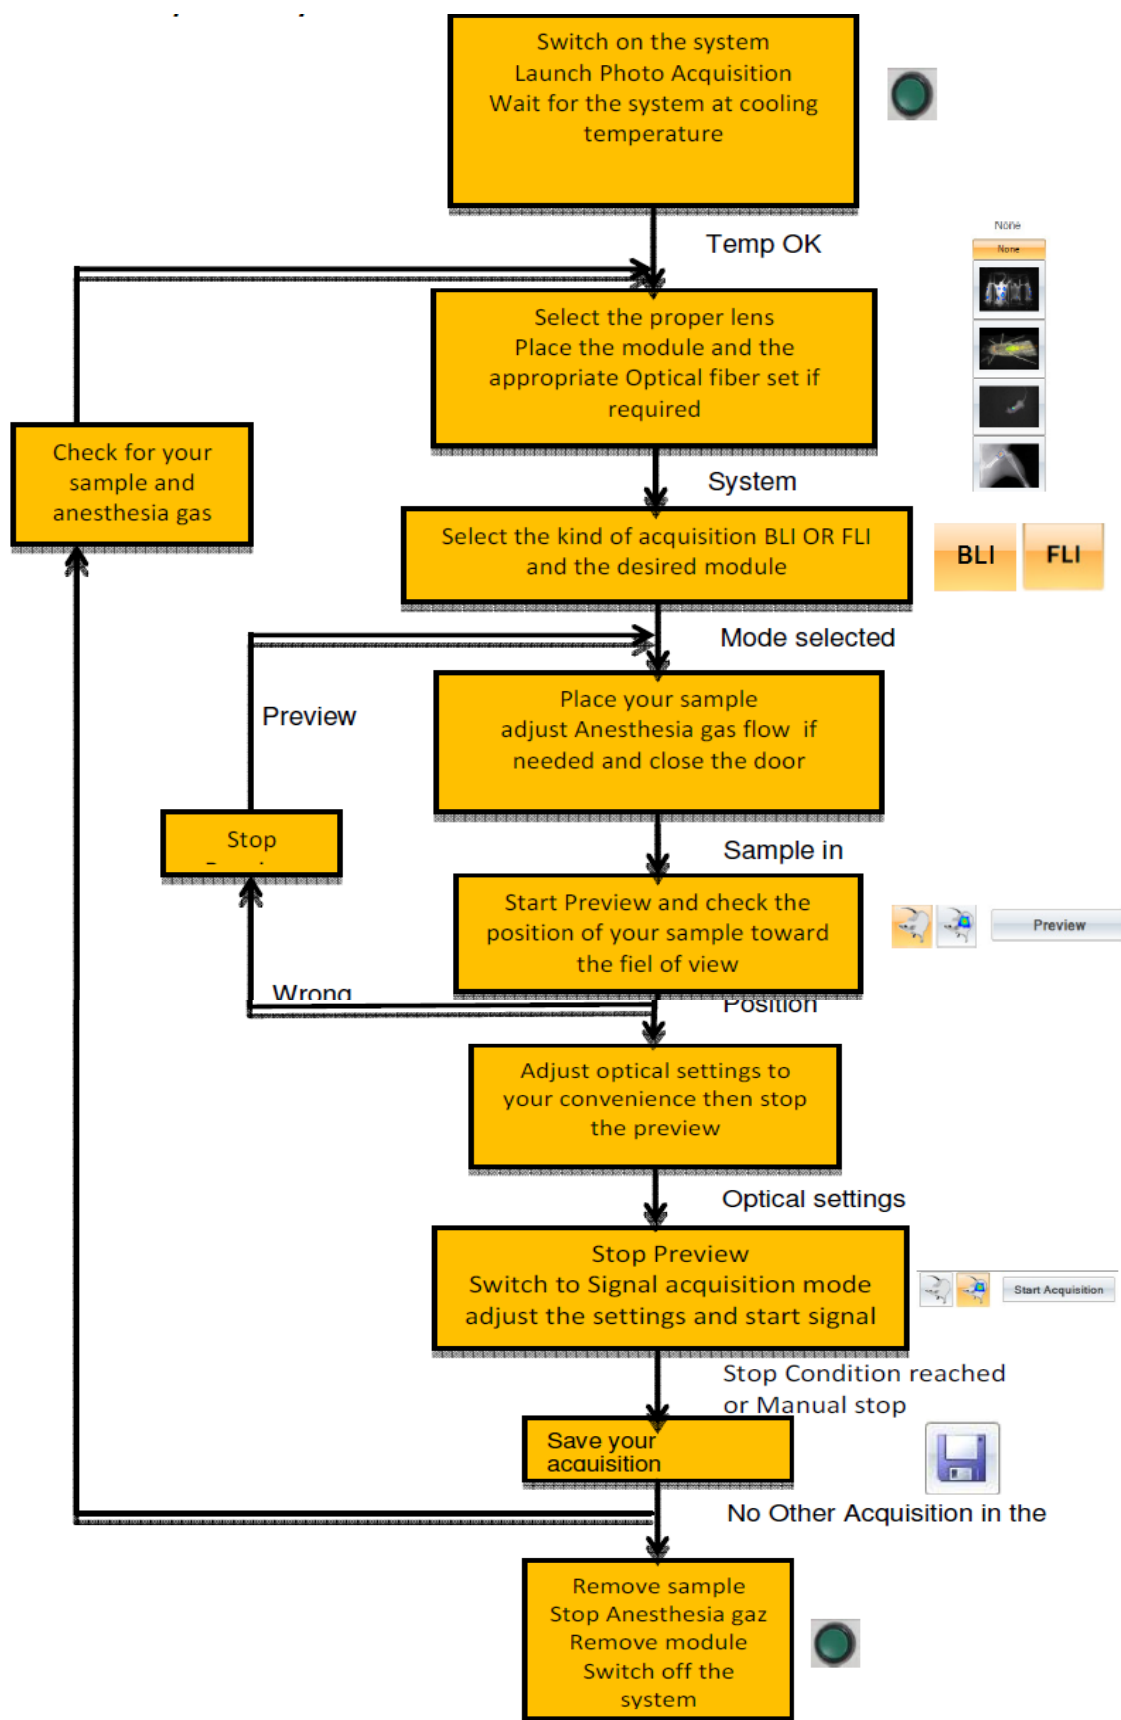 Switch on the system
Launch Photo Acquisition
Wait for the system at cooling
temperature
Temp OK
None
None
Select the proper lens
Place the module and the
appropriate Optical fiber set if
required
Check for your
sample and
anesthesia gas
System
Select the kind of acquisition BLI OR FLI
and the desired module
BLI
FLI
Mode selected
Place your sample
adjust Anesthesia gas flow if
needed and close the door
Preview
Stop
Sample in
Start Preview and check the
position of your sample toward
the fiel of view
Preview
Wrong
Position
Adjust optical settings to
your convenience then stop
the preview
Optical settings
Stop Preview
Switch to Signal acquisition mode
adjust the settings and start signal
Start Acquisition
Stop Condition reached
or Manual stop
Save your
acquisition
No Other Acquisition in the
Remove sample
Stop Anesthesia gaz
Remove module
Switch off the
system